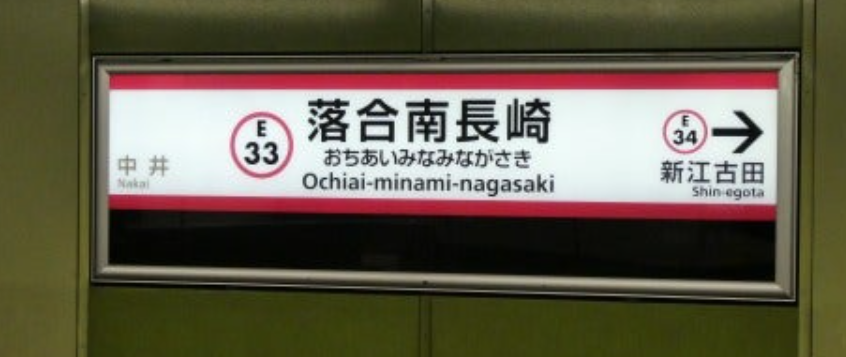 中井
Nakai
E
33
落合南長崎
おちあいみなみながさき
Ochiai-minami-nagasaki
E
34
新江古田
Shin-egota